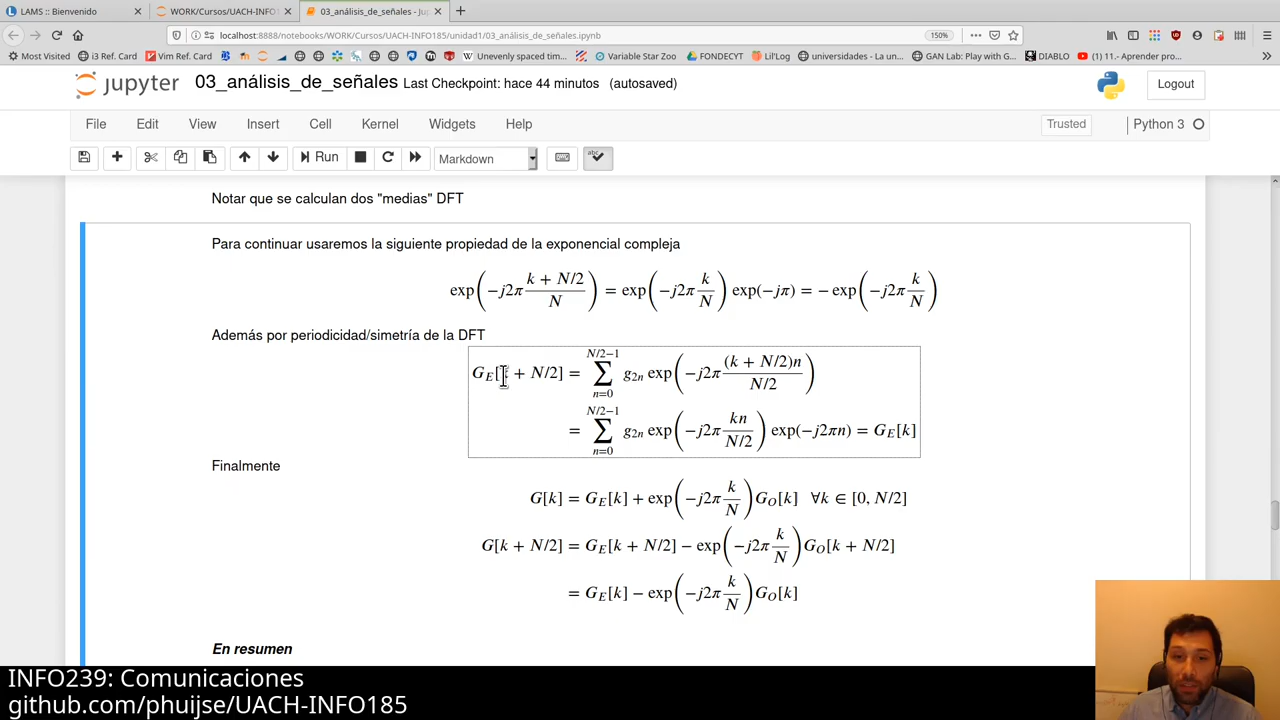 LAMS :: Bienvenido
WORK/Cursos/UACH-INFO1
03_análisis_de_señales - Jup
localhost:8888/notebooks/WORK/Cursos/UACH-INFO185/unidad1/03_análisis_de_señales.ipynb
150%
Most Visited
i3 Ref. Card
Vim Ref. Card
Unevenly spaced tim...
Variable Star Zoo
FONDECYT
Lil'Log
universidades - La un...
GAN Lab: Play with G...
DIABLO
(1) 11.- Aprender pro...
jupyter 03_análisis_de_señales Last Checkpoint: hace 44 minutos (autosaved)
Logout
File Edit View Insert Cell Kernel Widgets Help
Trusted
Python 3
Run
Markdown
Notar que se calculan dos "medias" DFT
Para continuar usaremos la siguiente propiedad de la exponencial compleja
exp(−j2π (k + N/2)/N) = exp(−j2π k/N) exp(−jπ) = − exp(−j2π k/N)
Además por periodicidad/simetría de la DFT
G_E[k + N/2] = ∑_{n=0}^{N/2−1} g_{2n} exp(−j2π (k + N/2)n/(N/2))
= ∑_{n=0}^{N/2−1} g_{2n} exp(−j2π kn/(N/2)) exp(−j2πn) = G_E[k]
Finalmente
G[k] = G_E[k] + exp(−j2π k/N) G_O[k] ∀k ∈ [0, N/2]
G[k + N/2] = G_E[k + N/2] − exp(−j2π k/N) G_O[k + N/2]
= G_E[k] − exp(−j2π k/N) G_O[k]
En resumen
INFO239: Comunicaciones
github.com/phuijse/UACH-INFO185